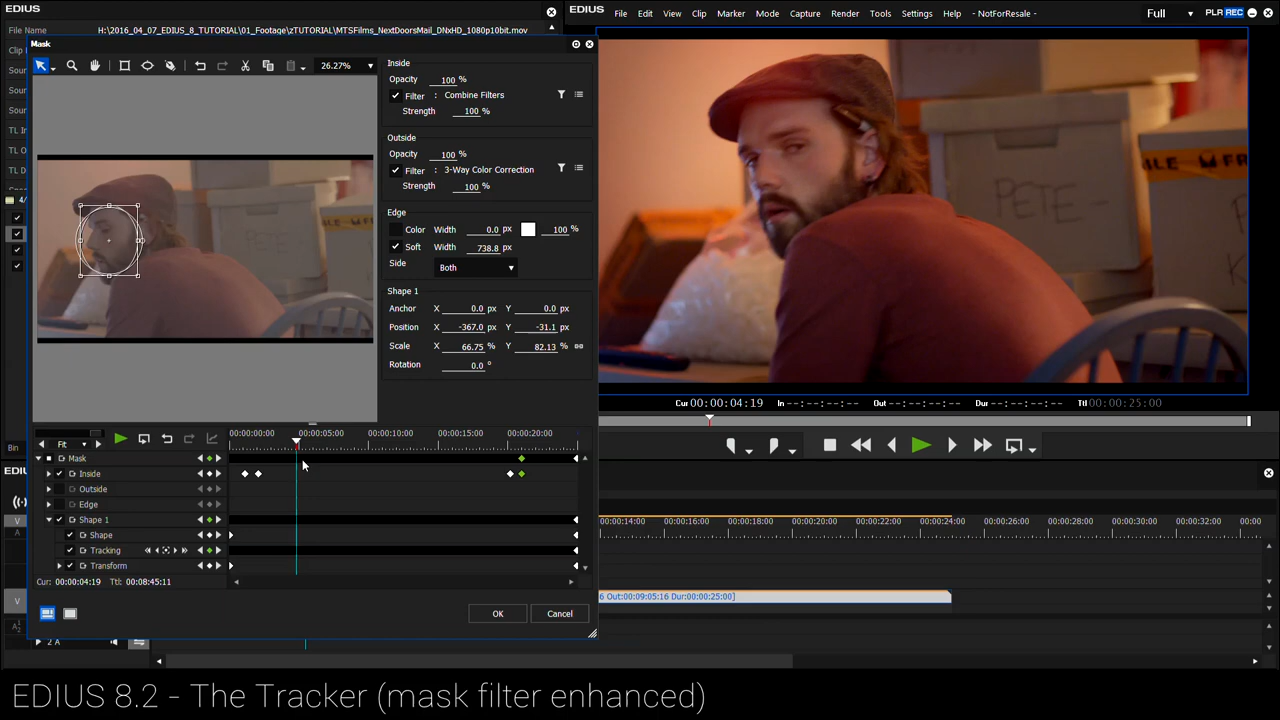 EDIUS
EDIUS File Edit View Clip Marker Mode Capture Render Tools Settings Help - NotForResale - Full PLR REC
File Name H:\2016_04_07_EDIUS_8_TUTORIAL\01_Footage\zTUTORIAL\MTSFilms_NextDoorsMail_DNxHD_1080p10bit.mov
Mask
26.27%
Inside
Opacity 100 %
Filter : Combine Filters
Strength 100 %
Outside
Opacity 100 %
Filter : 3-Way Color Correction
Strength 100 %
Edge
Color Width 0.0 px 100 %
Soft Width 738.8 px
Side Both
Shape 1
Anchor X 0.0 px Y 0.0 px
Position X -367.0 px Y -31.1 px
Scale X 66.75 % Y 82.13 %
Rotation 0.0 °
PETE -
Cur 00:00:04:19 In --:--:--:-- Out --:--:--:-- Dur --:--:--:-- Ttl 00:00:25:00
Fit 00:00:00:00 00:00:05:00 00:00:10:00 00:00:15:00 00:00:20:00
Mask
Inside
Outside
Edge
Shape 1
Shape
Tracking
Transform
Cur: 00:00:04:19 Ttl: 00:08:45:11
OK Cancel
Bin
00:00:14:00 00:00:16:00 00:00:18:00 00:00:20:00 00:00:22:00 00:00:24:00 00:00:26:00 00:00:28:00 00:00:30:00 00:00:32:00 00:00
6 Out:00:09:05:16 Dur:00:00:25:00]
2 A
EDIUS 8.2 - The Tracker (mask filter enhanced)